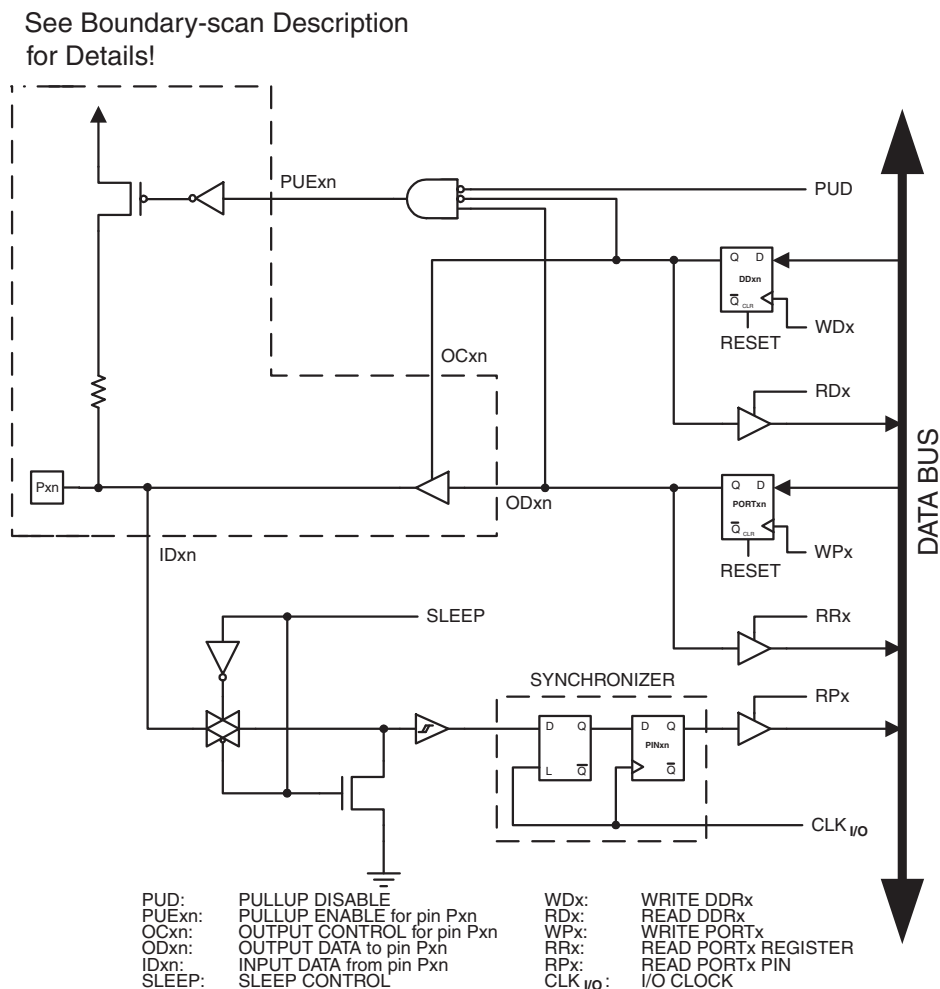 See Boundary-scan Description
for Details!
PUExn
PUD
Q D
DDxn
Q CLR
WDx
RESET
OCxn
RDx
Pxn
ODxn
Q D
PORTxn
Q CLR
WPx
RESET
IDxn
SLEEP
RRx
SYNCHRONIZER
RPx
D Q
L Q
D Q
PINxn
Q
CLK I/O
DATA BUS
PUD: PULLUP DISABLE
PUExn: PULLUP ENABLE for pin Pxn
OCxn: OUTPUT CONTROL for pin Pxn
ODxn: OUTPUT DATA to pin Pxn
IDxn: INPUT DATA from pin Pxn
SLEEP: SLEEP CONTROL
WDx: WRITE DDRx
RDx: READ DDRx
WPx: WRITE PORTx
RRx: READ PORTx REGISTER
RPx: READ PORTx PIN
CLK I/O: I/O CLOCK